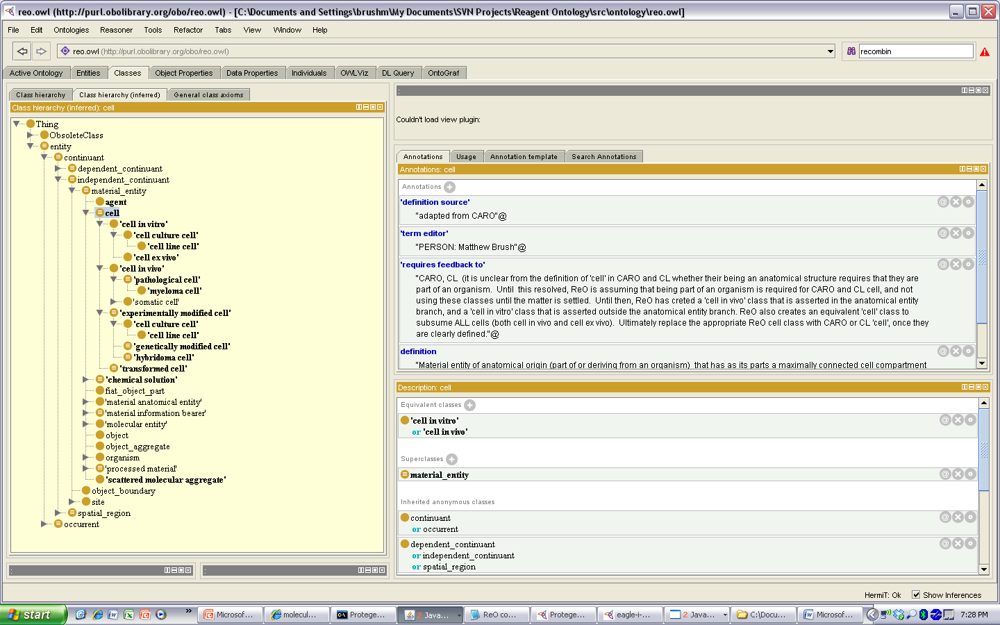 reo.owl (http://purl.obolibrary.org/obo/reo.owl) - [C:\Documents and Settings\brushm\My Documents\SVN Projects\Reagent Ontology\src\ontology\reo.owl]
File Edit Ontologies Reasoner Tools Refactor Tabs View Window Help
reo.owl (http://purl.obolibrary.org/obo/reo.owl)
recombin
Active Ontology Entities Classes Object Properties Data Properties Individuals OWLViz DL Query OntoGraf
Class hierarchy Class hierarchy (inferred) General class axioms
Class hierarchy (inferred): cell
Thing
ObsoleteClass
entity
continuant
dependent_continuant
independent_continuant
material_entity
agent
cell
'cell in vitro'
'cell culture cell'
'cell line cell'
'cell ex vivo'
'cell in vivo'
'pathological cell'
'myeloma cell'
'somatic cell'
'experimentally modified cell'
'cell culture cell'
'cell line cell'
'genetically modified cell'
'hybridoma cell'
'transformed cell'
'chemical solution'
fiat_object_part
'material anatomical entity'
'material information bearer'
'molecular entity'
object
object_aggregate
organism
'processed material'
'scattered molecular aggregate'
object_boundary
site
spatial_region
occurrent
:
:
:
Couldn't load view plugin:
Annotations Usage Annotation template Search Annotations
Annotations: cell
Annotations
'definition source'
"adapted from CARO"@
'term editor'
"PERSON: Matthew Brush"@
'requires feedback to'
"CARO, CL (it is unclear from the definition of 'cell' in CARO and CL whether their being an anatomical structure requires that they are
part of an organism. Until this resolved, ReO is assuming that being part of an organism is required for CARO and CL cell, and not
using these classes until the matter is settled. Until then, ReO has creted a 'cell in vivo' class that is asserted in the anatomical entity
branch, and a 'cell in vitro' class that is asserted outside the anatomical entity branch. ReO also creates an equivalent 'cell' class to
subsume ALL cells (both cell in vivo and cell ex vivo). Ultimately replace the appropriate ReO cell class with CARO or CL 'cell', once they
are clearly defined."@
definition
"Material entity of anatomical origin (part of or deriving from an organism) that has as its parts a maximally connected cell compartment
Description: cell
Equivalent classes
'cell in vitro'
or 'cell in vivo'
Superclasses
material_entity
Inherited anonymous classes
continuant
or occurrent
dependent_continuant
or independent_continuant
or spatial_region
HermiT: Ok Show Inferences
start Microsof... molecul... Protege... 2 Java... ReO co... Protege... eagle-i-... 2 Java... C:\Docu... Microsof... 7:28 PM